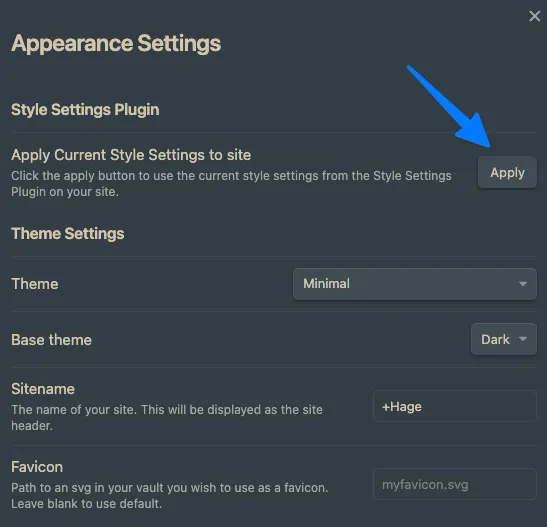 Appearance Settings
Style Settings Plugin
Apply Current Style Settings to site
Click the apply button to use the current style settings from the Style Settings
Plugin on your site.
Apply
Theme Settings
Theme
Minimal
Base theme
Dark
Sitename
The name of your site. This will be displayed as the site
header.
+Hage
Favicon
Path to an svg in your vault you wish to use as a favicon.
Leave blank to use default.
myfavicon.svg